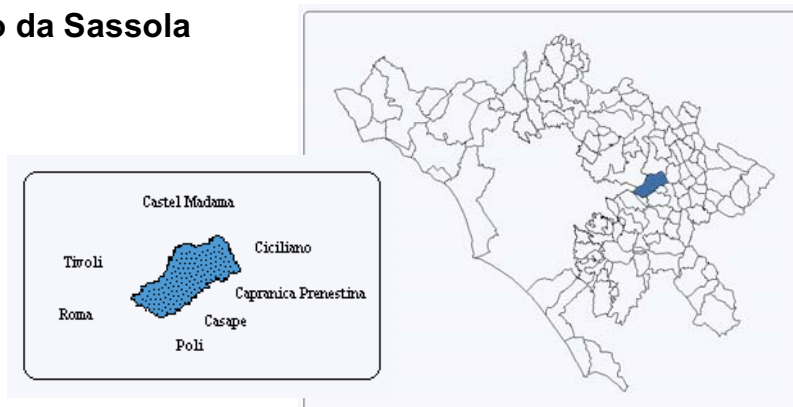 o da Sassola
Castel Madama
Ciciliano
Tivoli
Capranica Prenestina
Roma
Casape
Poli